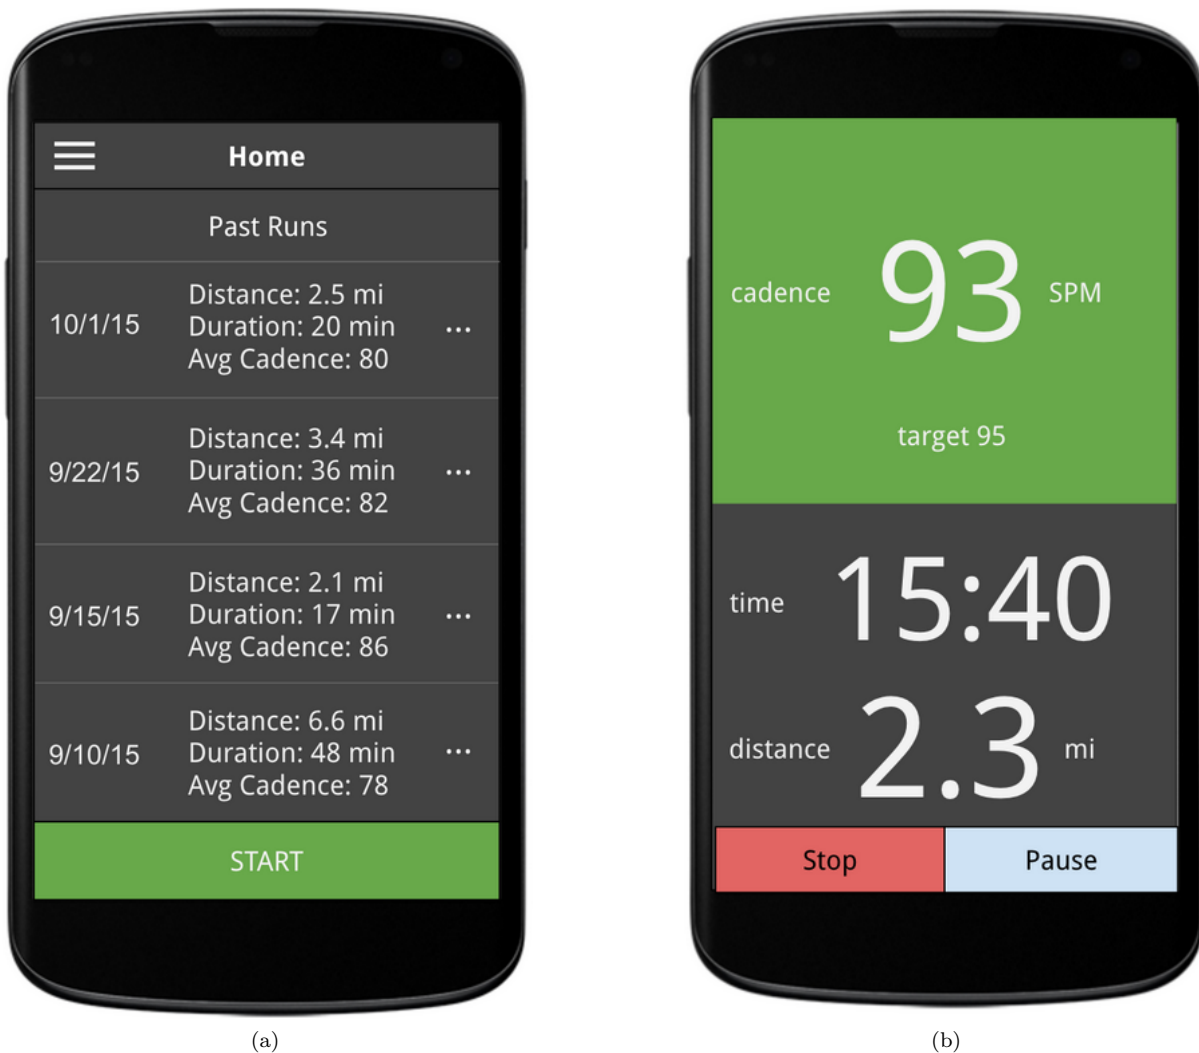 Home
Past Runs
10/1/15
Distance: 2.5 mi
Duration: 20 min
Avg Cadence: 80
...
9/22/15
Distance: 3.4 mi
Duration: 36 min
Avg Cadence: 82
...
9/15/15
Distance: 2.1 mi
Duration: 17 min
Avg Cadence: 86
...
9/10/15
Distance: 6.6 mi
Duration: 48 min
Avg Cadence: 78
...
START
(a)
cadence 93 SPM
target 95
time 15:40
distance 2.3 mi
Stop Pause
(b)